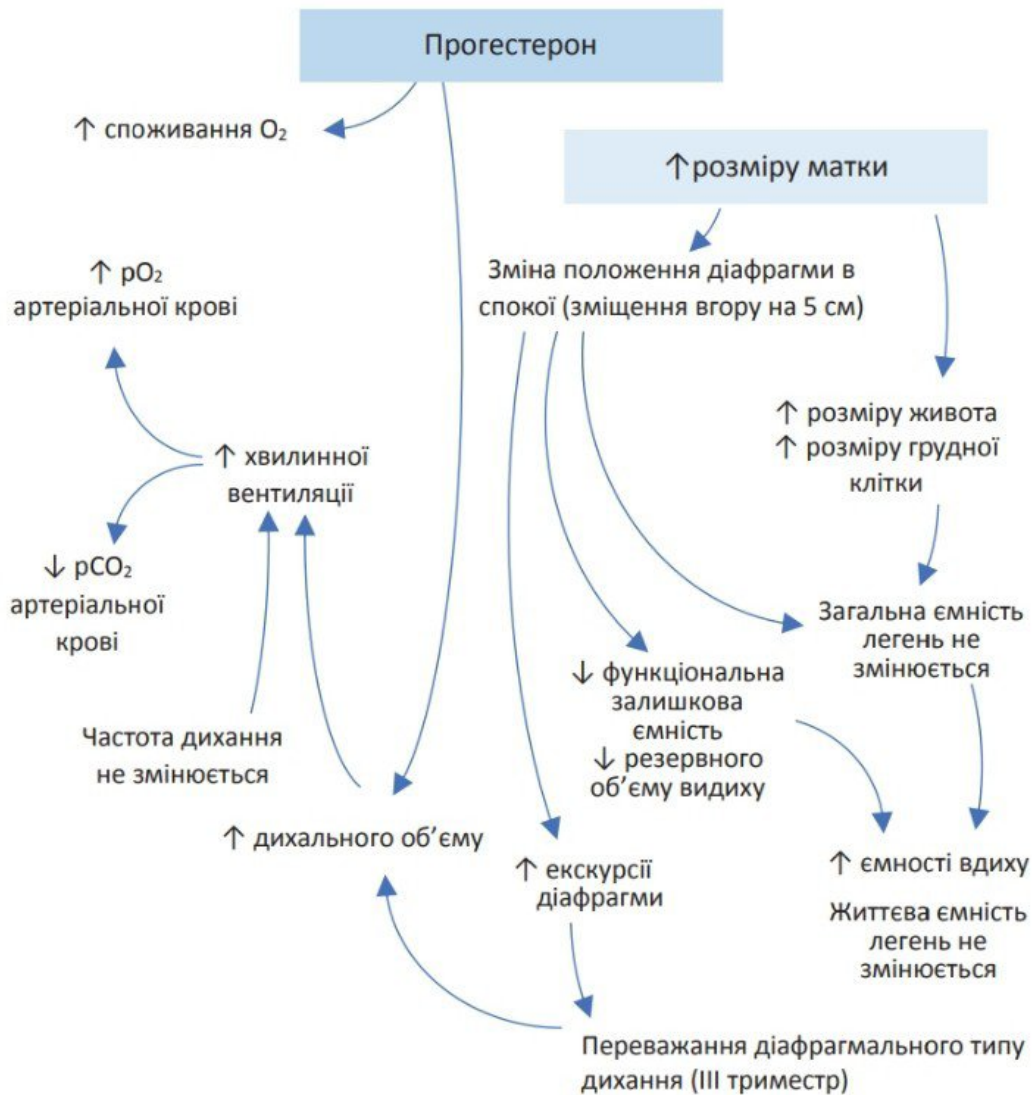 Прогестерон
↑ споживання O₂
↑ розміру матки
↑ pO₂
артеріальної крові
Зміна положення діафрагми в
спокої (зміщення вгору на 5 см)
↑ розміру живота
↑ розміру грудної
клітки
↑ хвилинної
вентиляції
↓ pCO₂
артеріальної
крові
Загальна ємність
легень не
змінюється
↓ функціональна
залишкова
ємність
↓ резервного
об’єму видиху
Частота дихання
не змінюється
↑ дихального об’єму
↑ екскурсії
діафрагми
↑ ємності вдиху
Життєва ємність
легень не
змінюється
Переважання діафрагмального типу
дихання (III триместр)